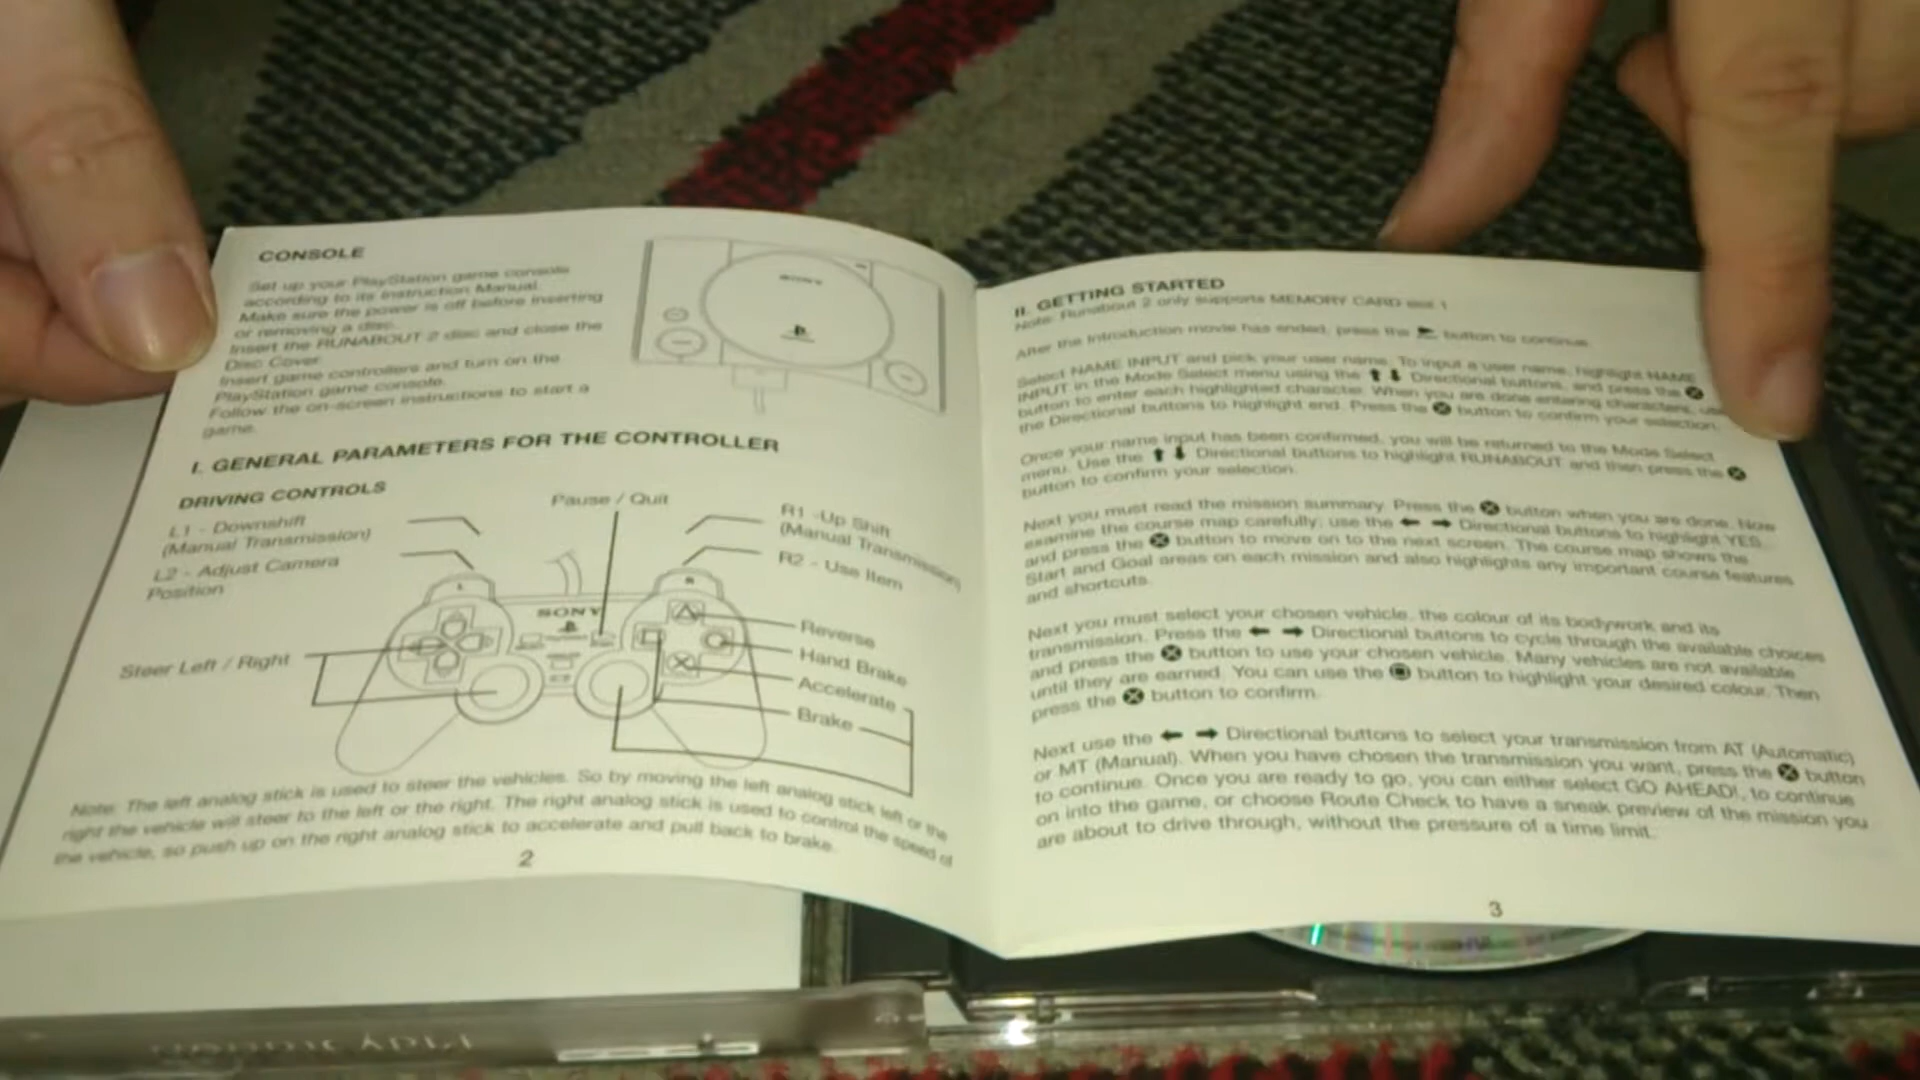 CONSOLE
Set up your PlayStation game console
according to its Instruction Manual.
Make sure the power is off before inserting
or removing a disc.
Insert the RUNABOUT 2 disc and close the
Disc Cover.
Insert game controllers and turn on the
PlayStation game console.
Follow the on-screen instructions to start a
game.
SONY
I. GENERAL PARAMETERS FOR THE CONTROLLER
DRIVING CONTROLS
L1 - Downshift
(Manual Transmission)
L2 - Adjust Camera
Position
Steer Left / Right
Pause / Quit
R1 -Up Shift
(Manual Transmission)
R2 - Use Item
Reverse
Hand Brake
Accelerate
Brake
L
R
SONY
Note: The left analog stick is used to steer the vehicles. So by moving the left analog stick left or the
right the vehicle will steer to the left or the right. The right analog stick is used to control the speed of
the vehicle, so push up on the right analog stick to accelerate and pull back to brake.
2
II. GETTING STARTED
Note: Runabout 2 only supports MEMORY CARD slot 1
After the introduction movie has ended, press the button to continue.
Select NAME INPUT and pick your user name. To input a user name, highlight NAME
INPUT in the Mode Select menu using the ⬆ ⬇ Directional buttons, and press the ⓧ
button to enter each highlighted character. When you are done entering characters, use
the Directional buttons to highlight end. Press the ⓧ button to confirm your selection.
Once your name input has been confirmed, you will be returned to the Mode Select
menu. Use the ⬆ ⬇ Directional buttons to highlight RUNABOUT and then press the ⓧ
button to confirm your selection.
Next you must read the mission summary. Press the ⓧ button when you are done. Now
examine the course map carefully; use the ⬅ ➡ Directional buttons to highlight YES
and press the ⓧ button to move on to the next screen. The course map shows the
Start and Goal areas on each mission and also highlights any important course features
and shortcuts.
Next you must select your chosen vehicle, the colour of its bodywork and its
transmission. Press the ⬅ ➡ Directional buttons to cycle through the available choices
and press the ⓧ button to use your chosen vehicle. Many vehicles are not available
until they are earned. You can use the button to highlight your desired colour. Then
press the ⓧ button to confirm.
Next use the ⬅ ➡ Directional buttons to select your transmission from AT (Automatic)
or MT (Manual). When you have chosen the transmission you want, press the ⓧ button
to continue. Once you are ready to go, you can either select GO AHEAD!, to continue
on into the game, or choose Route Check to have a sneak preview of the mission you
are about to drive through, without the pressure of a time limit.
3